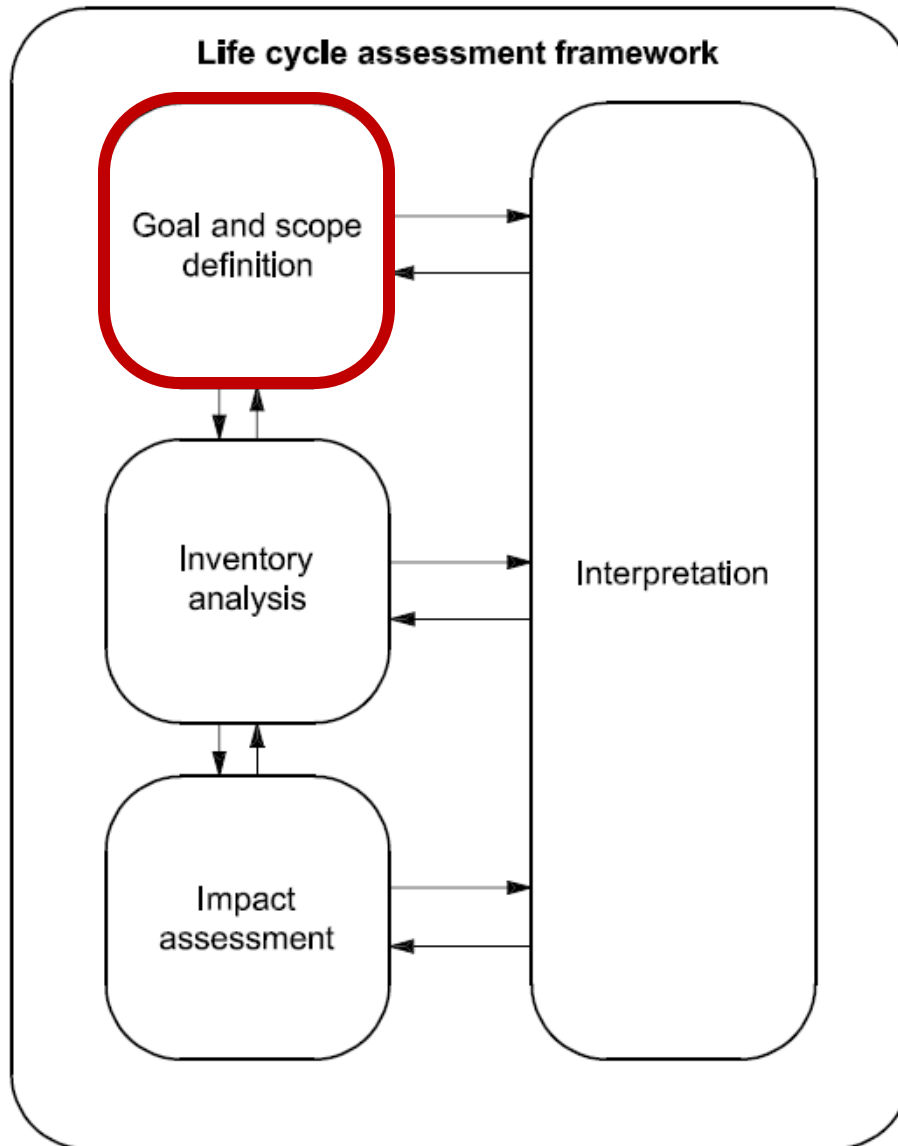 Life cycle assessment framework
Goal and scope
definition
Inventory
analysis
Interpretation
Impact
assessment